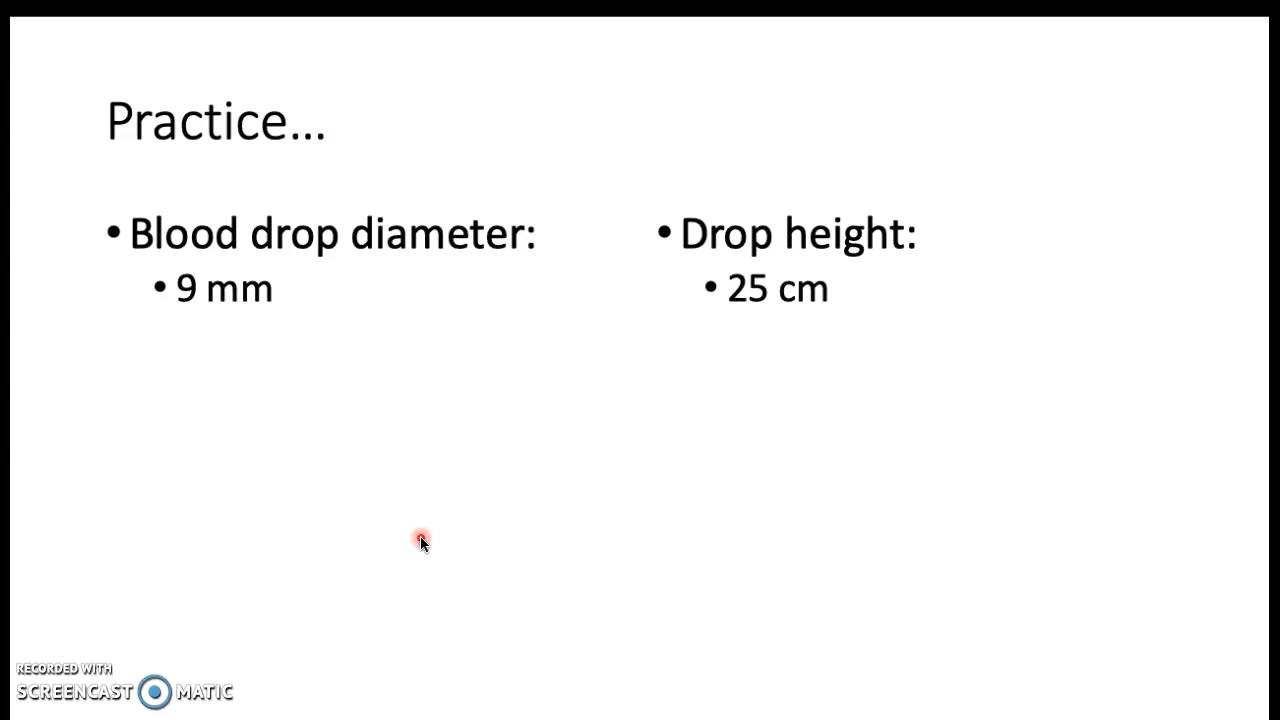 Practice...
• Blood drop diameter:
• 9 mm
• Drop height:
• 25 cm
RECORDED WITH
SCREENCAST MATIC